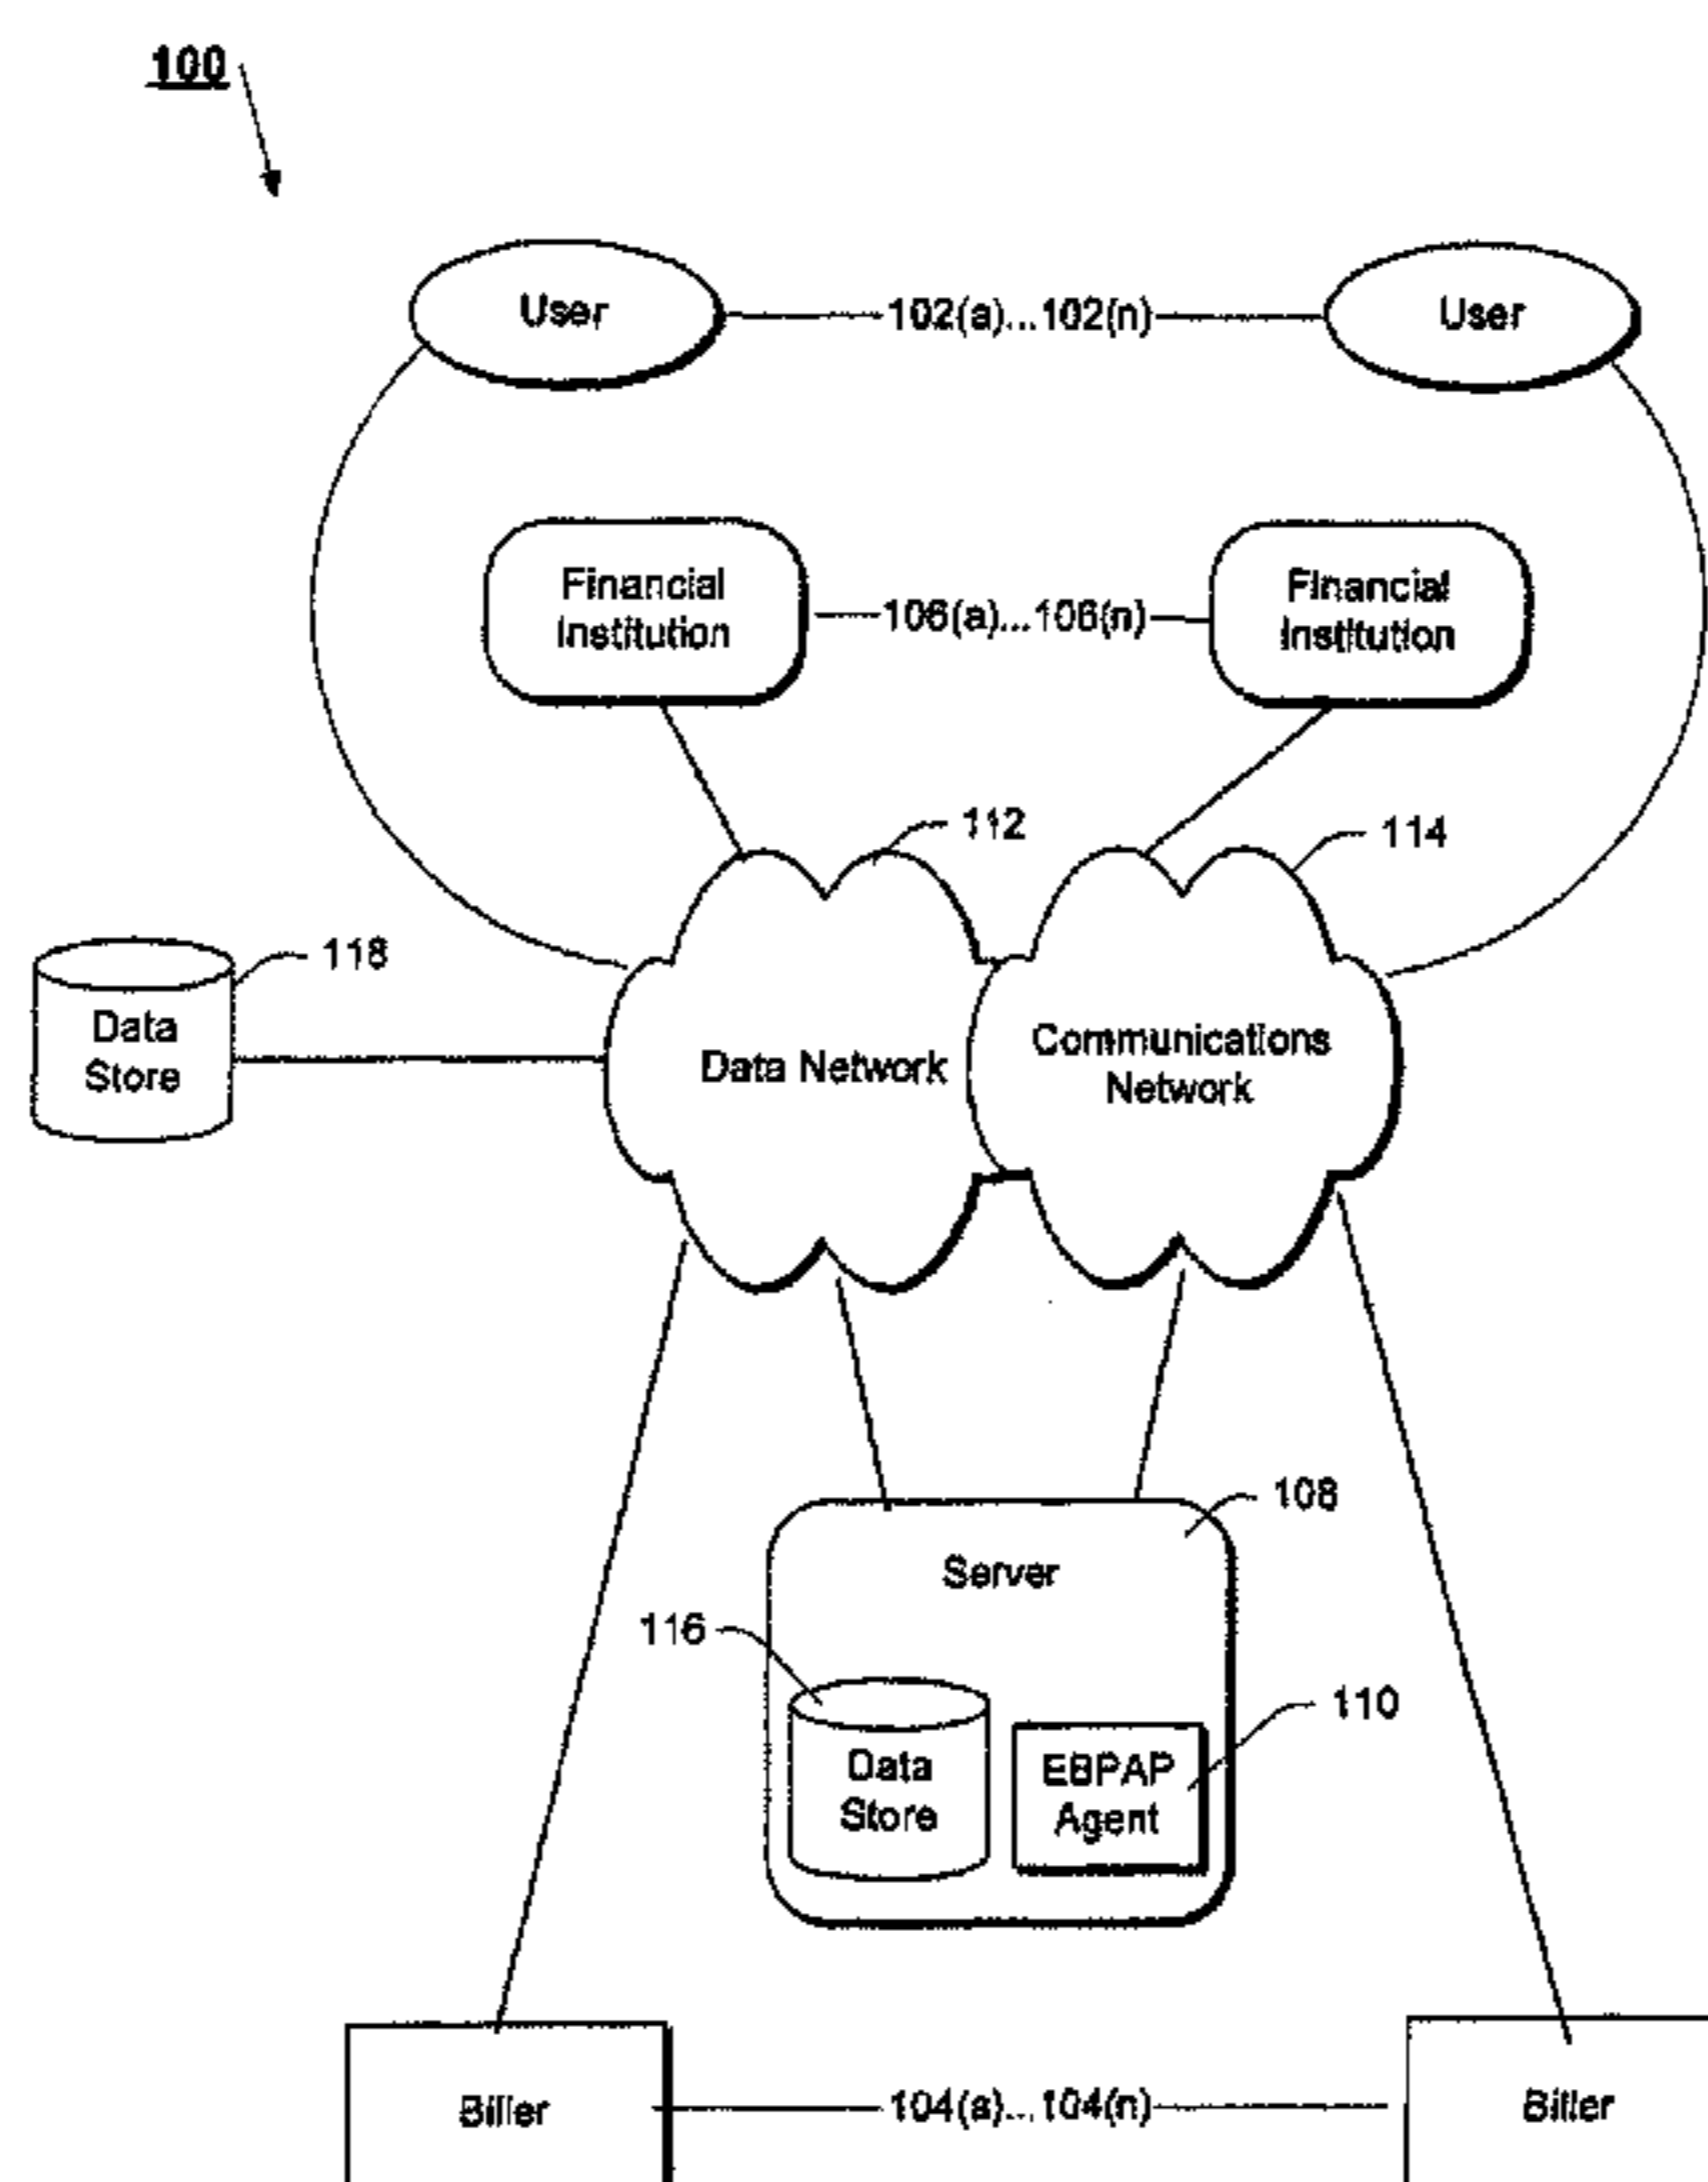 100
User
102(a)...102(n)
User
Financial
Institution
106(a)...106(n)
Financial
Institution
112
114
118
Data
Store
Data Network
Communications
Network
108
Server
116
110
Data
Store
EBPAP
Agent
Biller
104(a)...104(n)
Biller